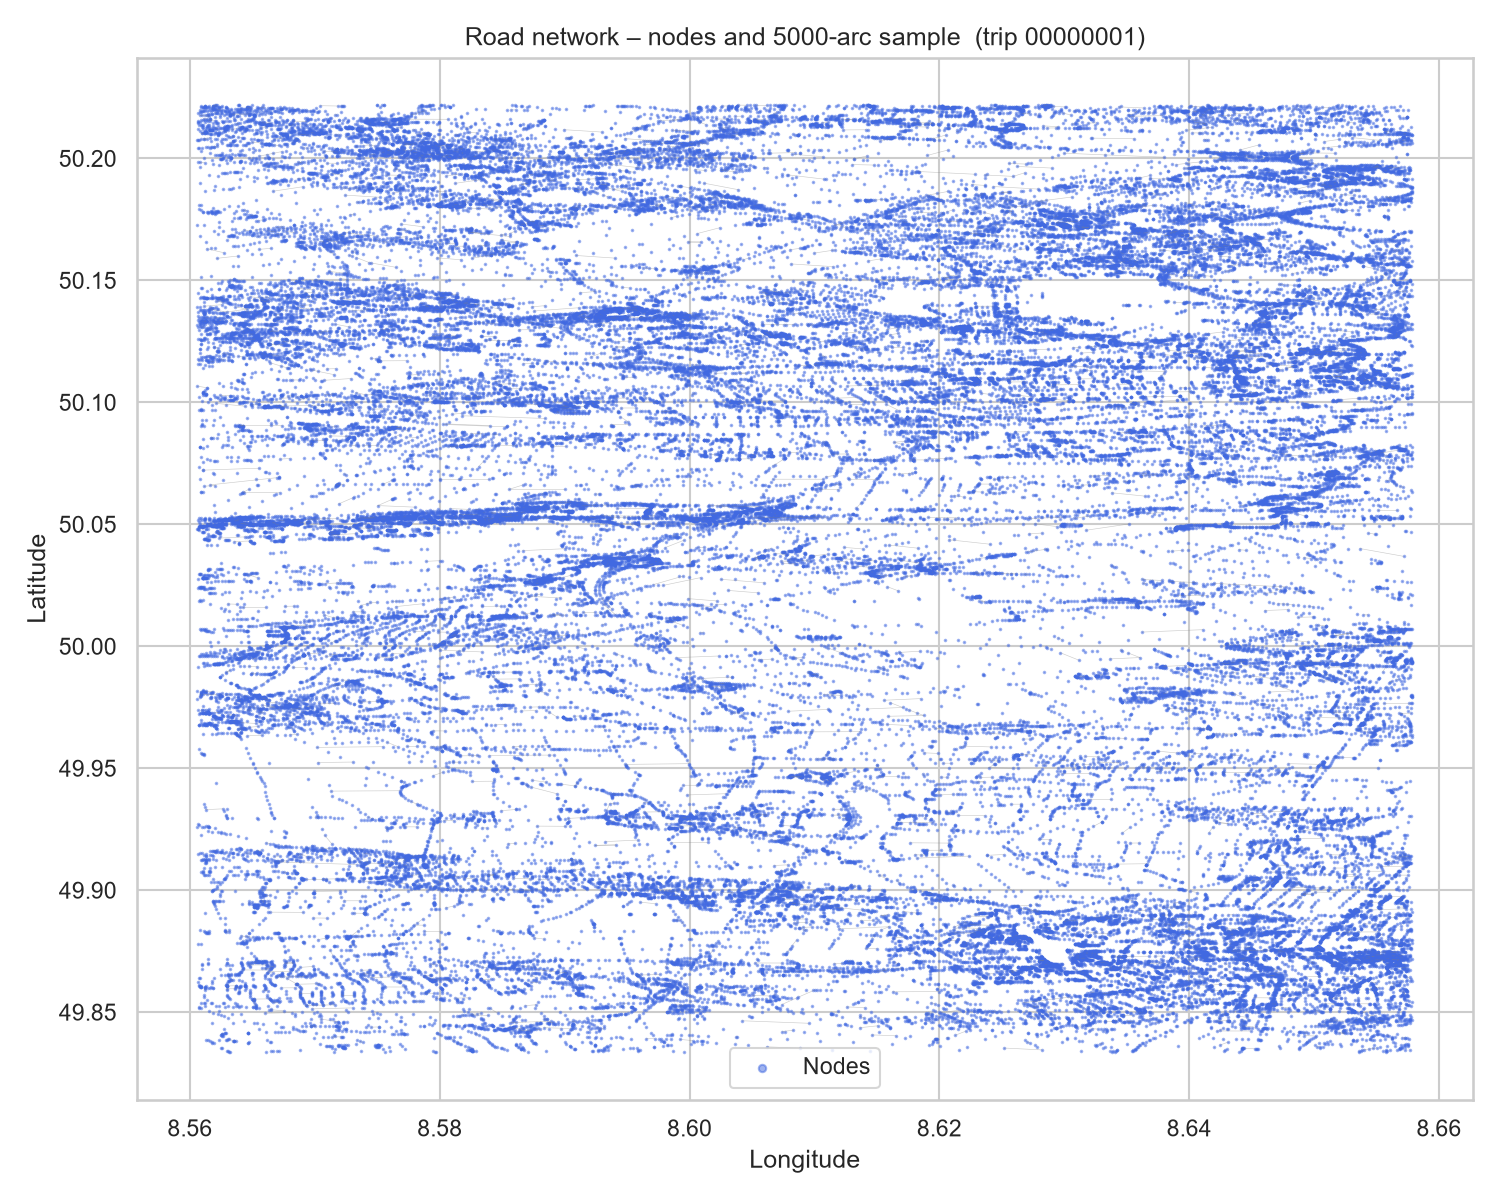 Road network – nodes and 5000-arc sample  (trip 00000001)
Latitude
50.20
50.15
50.10
50.05
50.00
49.95
49.90
49.85
Nodes
8.56 8.58 8.60 8.62 8.64 8.66
Longitude